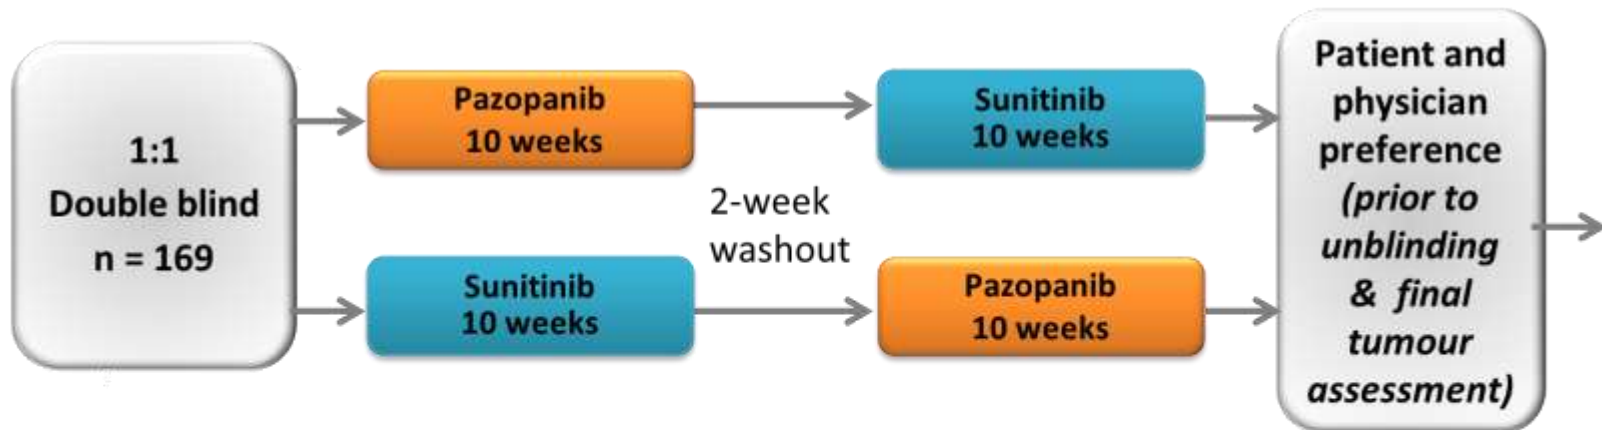 1:1
Double blind
n = 169
Pazopanib
10 weeks
Sunitinib
10 weeks
2-week
washout
Sunitinib
10 weeks
Pazopanib
10 weeks
Patient and
physician
preference
(prior to
unblinding
& final
tumour
assessment)